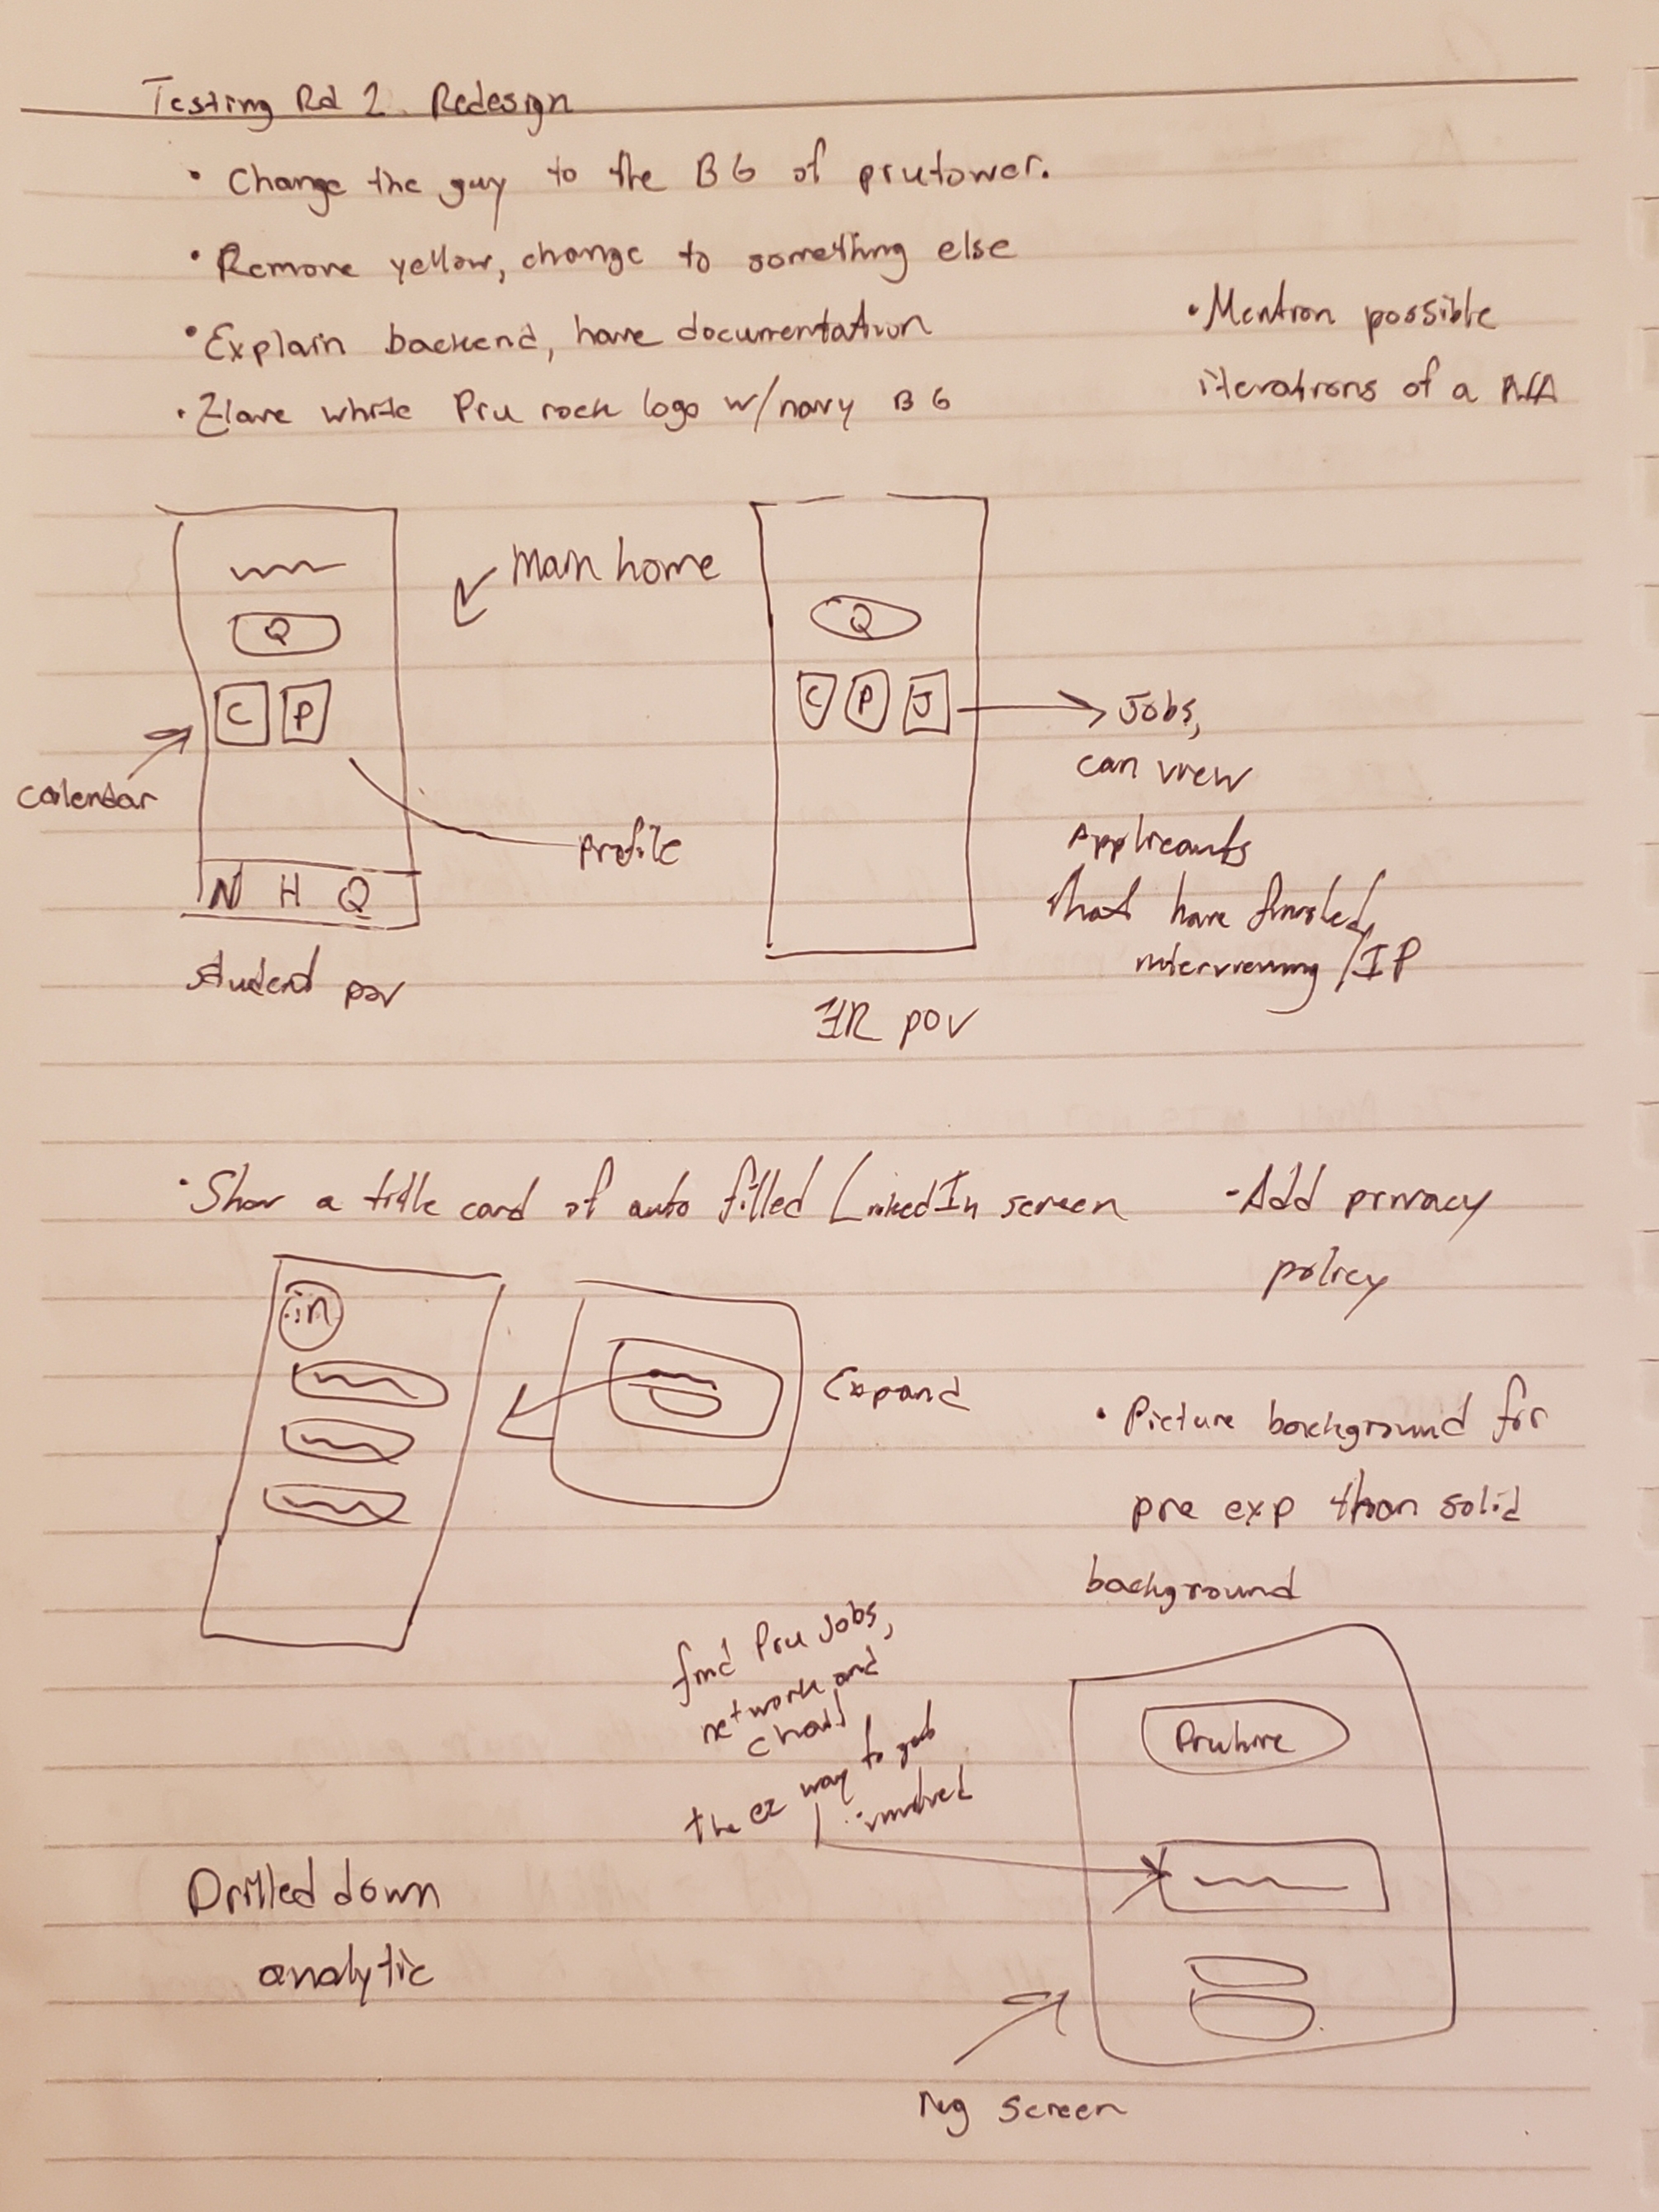 Testing Rd 2 Redesign
• Change the guy to the BG of prutower.
• Remove yellow, change to something else
• Explain backend, have documentation
• Have white Pru rock logo w/navy BG
• Mention possible
iterations of a
main home
Q
C P
calendar
profile
N H Q
student pov
Q
C P J
Jobs,
can view
Applicants
that have finished
interviewing /IP
HR pov
• Show a title card of auto filled LinkedIn screen
- Add privacy
policy
in
Expand
• Picture background for
pre exp than solid
background
find Pru Jobs,
network and
chat!
the ez way to get
involved
Pruhire
Drilled down
analytic
reg screen